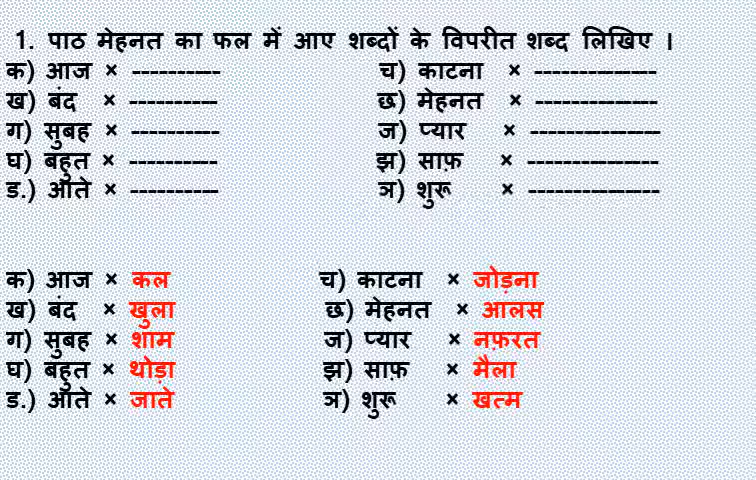 1. पाठ मेहनत का फल में आए शब्दों के विपरीत शब्द लिखिए ।
क) आज × ---------- च) काटना × --------------
ख) बंद × ---------- छ) मेहनत × --------------
ग) सुबह × ---------- ज) प्यार × ---------------
घ) बहुत × ---------- झ) साफ़ × ---------------
ड.) आते × ---------- ञ) शुरू × ---------------
क) आज × कल च) काटना × जोड़ना
ख) बंद × खुला छ) मेहनत × आलस
ग) सुबह × शाम ज) प्यार × नफ़रत
घ) बहुत × थोड़ा झ) साफ़ × मैला
ड.) आते × जाते ञ) शुरू × खत्म